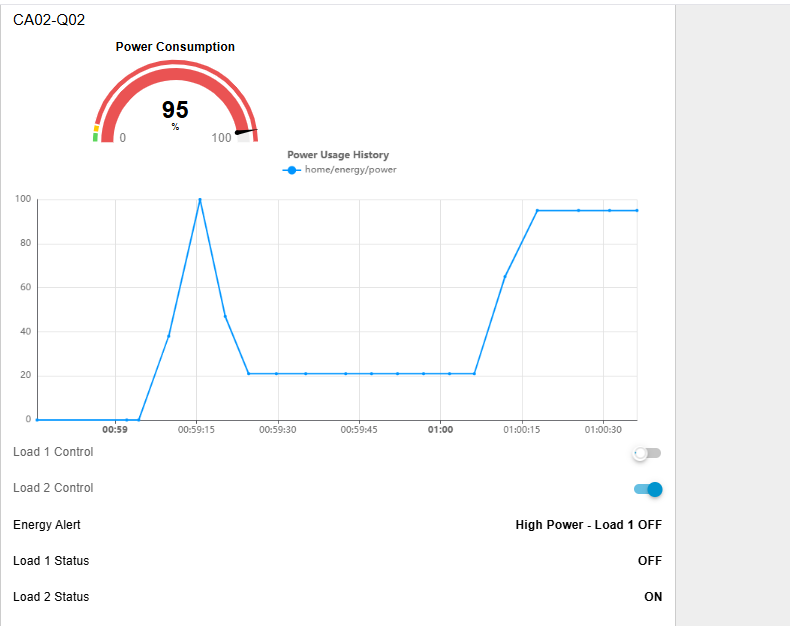 CA02-Q02
Power Consumption
95
%
0 100
Power Usage History
home/energy/power
100
80
60
40
20
0
00:59 00:59:15 00:59:30 00:59:45 01:00 01:00:15 01:00:30
Load 1 Control
Load 2 Control
Energy Alert High Power - Load 1 OFF
Load 1 Status OFF
Load 2 Status ON